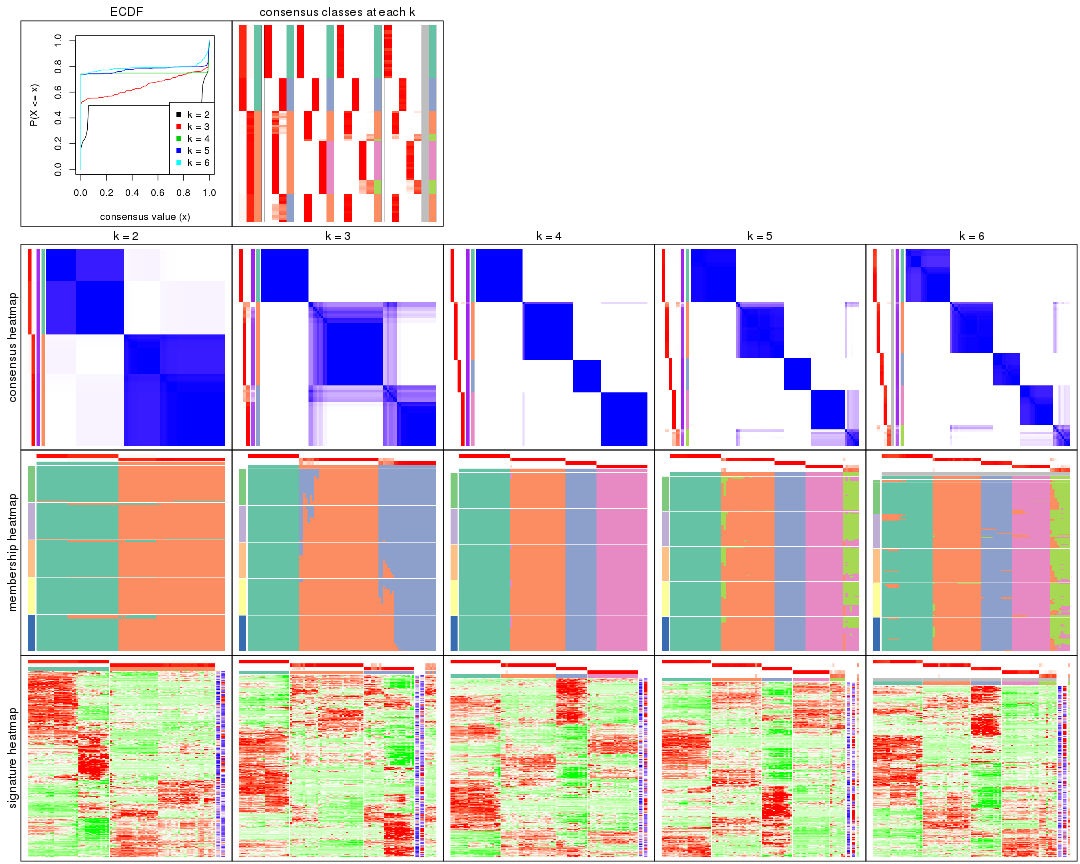 ECDF
consensus classes at each k
P(X <= x)
0.0
0.2
0.4
0.6
0.8
1.0
k = 2
k = 3
k = 4
k = 5
k = 6
0.0 0.2 0.4 0.6 0.8 1.0
consensus value (x)
k = 2
k = 3
k = 4
k = 5
k = 6
consensus heatmap
membership heatmap
signature heatmap